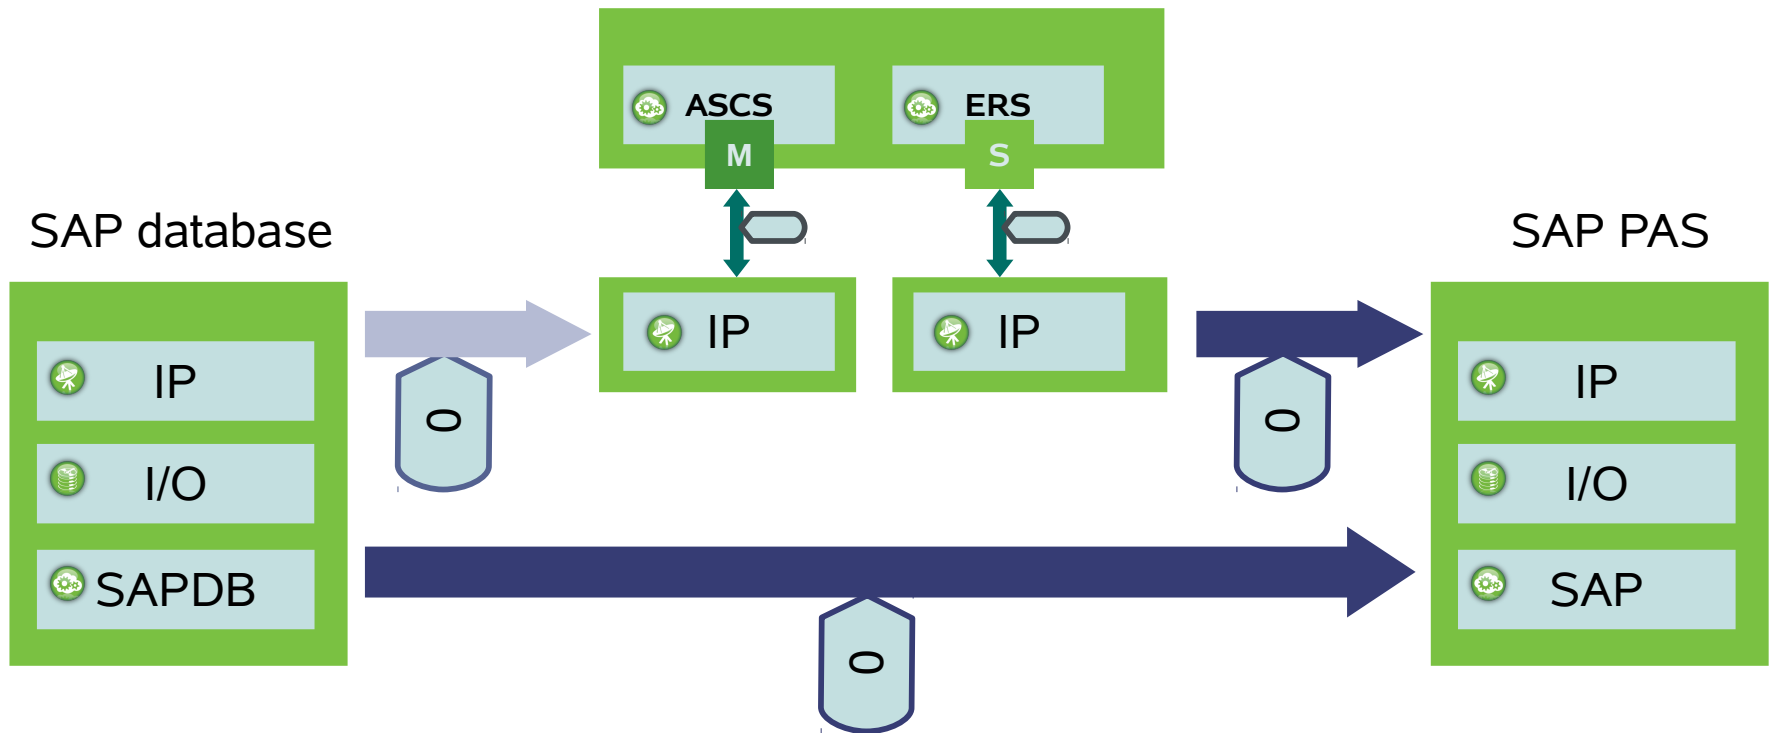 ASCS
ERS
M
S
SAP database
SAP PAS
IP
IP
IP
I/O
SAPDB
0
0
0
IP
I/O
SAP